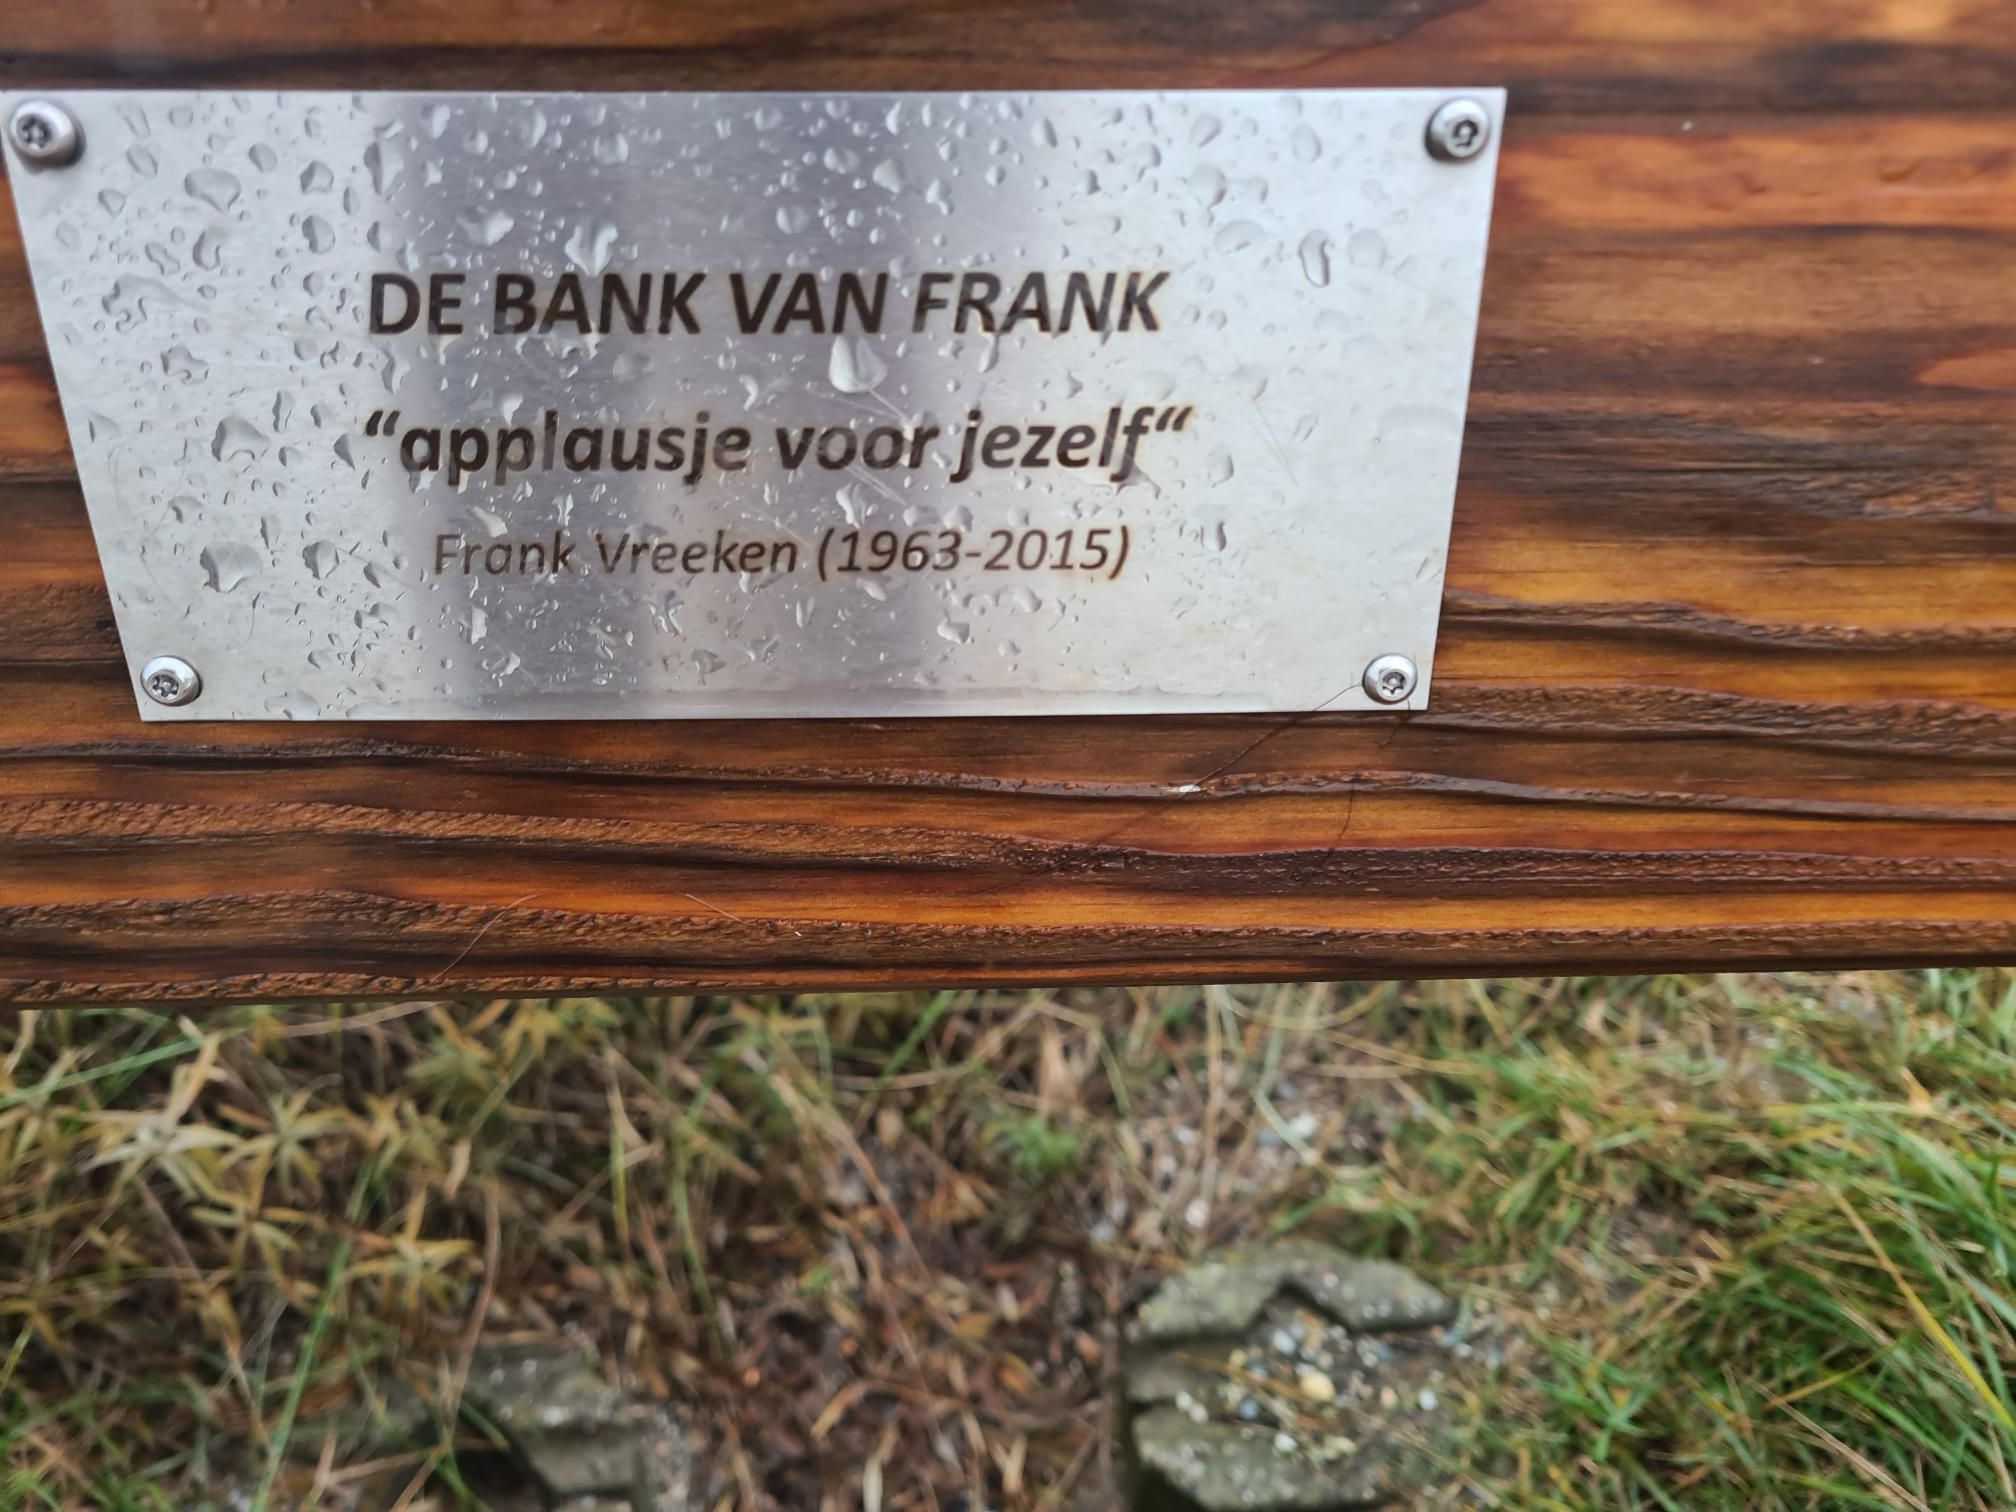 DE BANK VAN FRANK
“applausje voor jezelf“
Frank Vreeken (1963-2015)